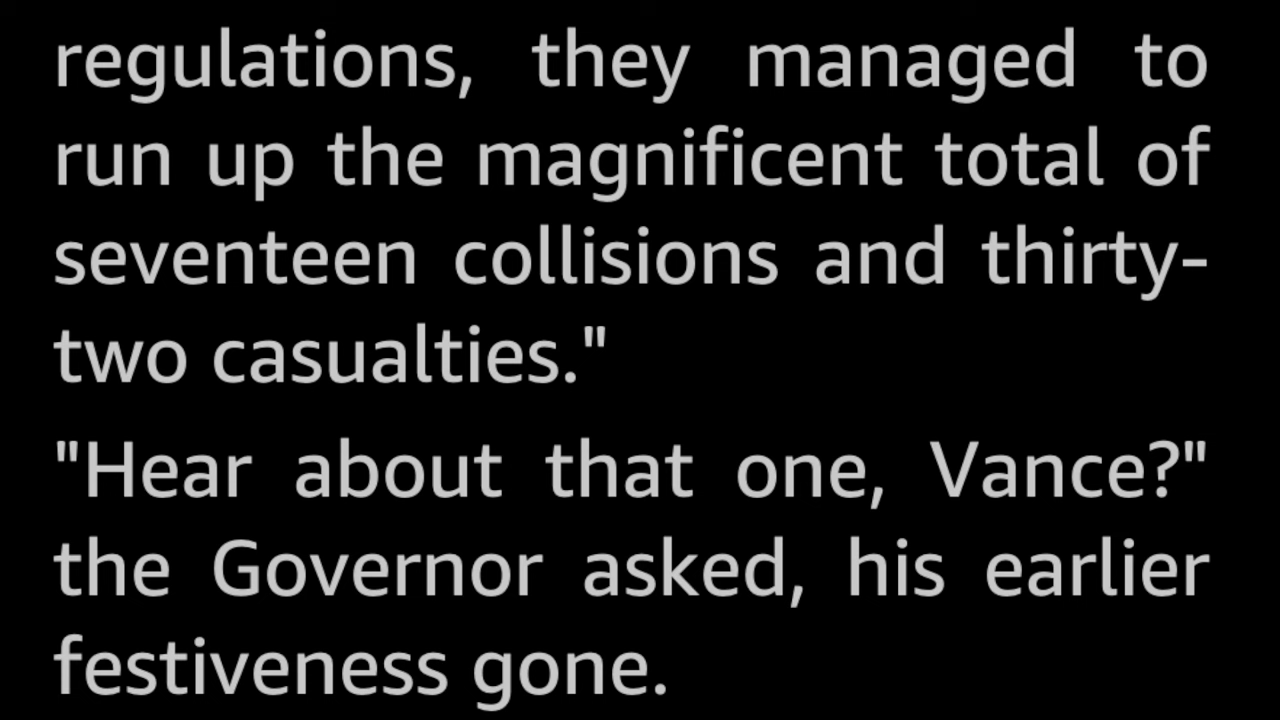 regulations, they managed to
run up the magnificent total of
seventeen collisions and thirty-
two casualties."
"Hear about that one, Vance?"
the Governor asked, his earlier
festiveness gone.